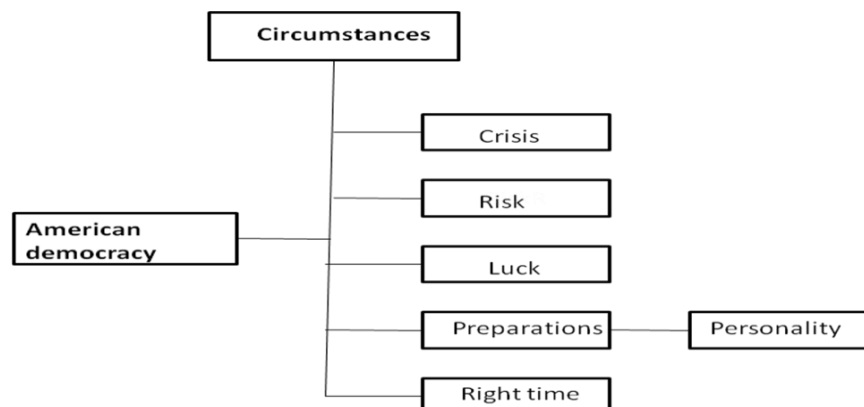 Circumstances
Crisis
Risk
American
democracy
Luck
Preparations
Personality
Right time